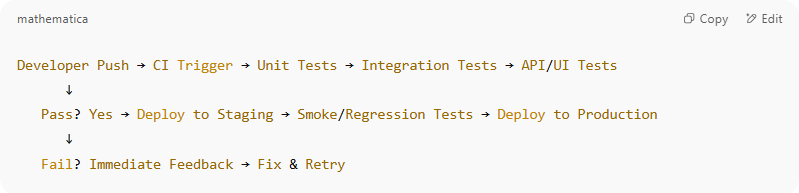 mathematica
Copy
Edit
Developer Push → CI Trigger → Unit Tests → Integration Tests → API/UI Tests
↓
Pass? Yes → Deploy to Staging → Smoke/Regression Tests → Deploy to Production
↓
Fail? Immediate Feedback → Fix & Retry